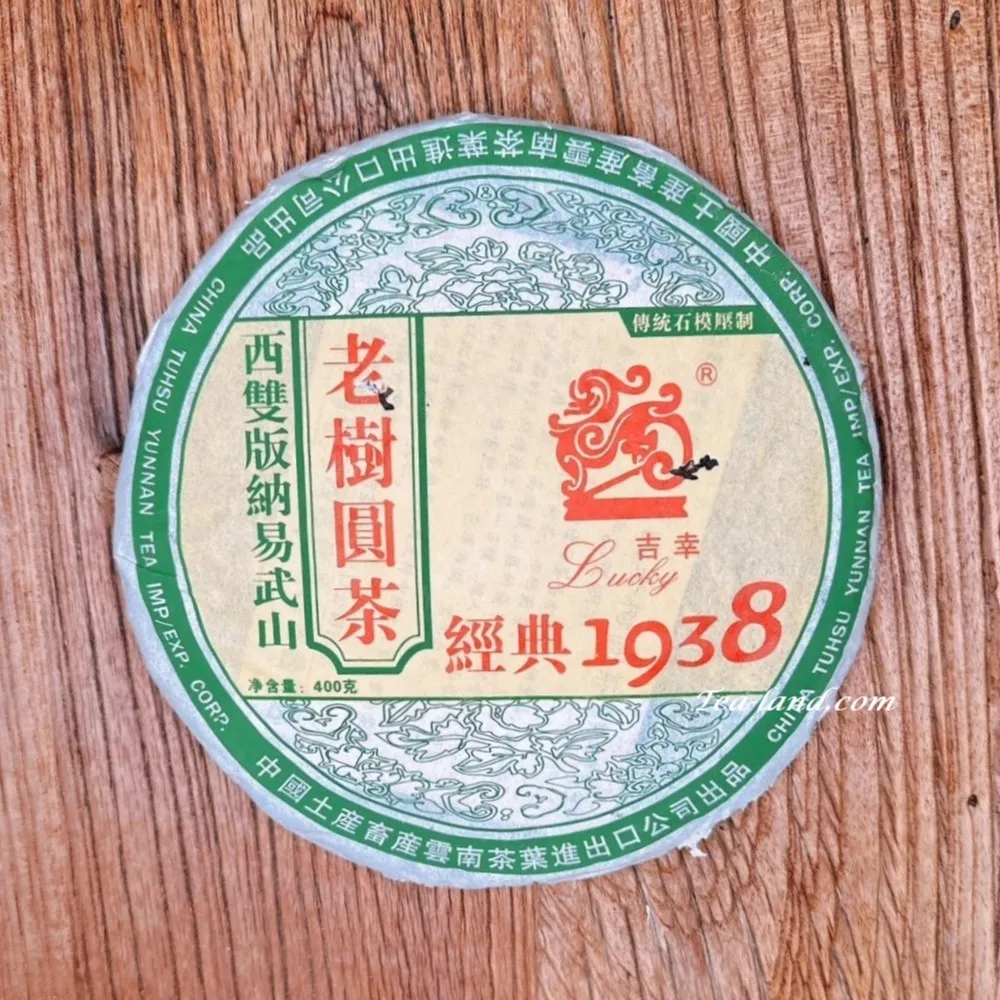 中國土產畜產雲南茶葉進出口公司出品
CHINA TUHSU YUNNAN TEA IMP/EXP. CORP.
傳統石模壓制
西雙版納易武山
老樹圓茶
®
吉幸
Lucky
經典1938
净含量：400克
Tea-land.com
CHINA TUHSU YUNNAN TEA IMP/EXP. CORP.
中國土產畜產雲南茶葉進出口公司出品